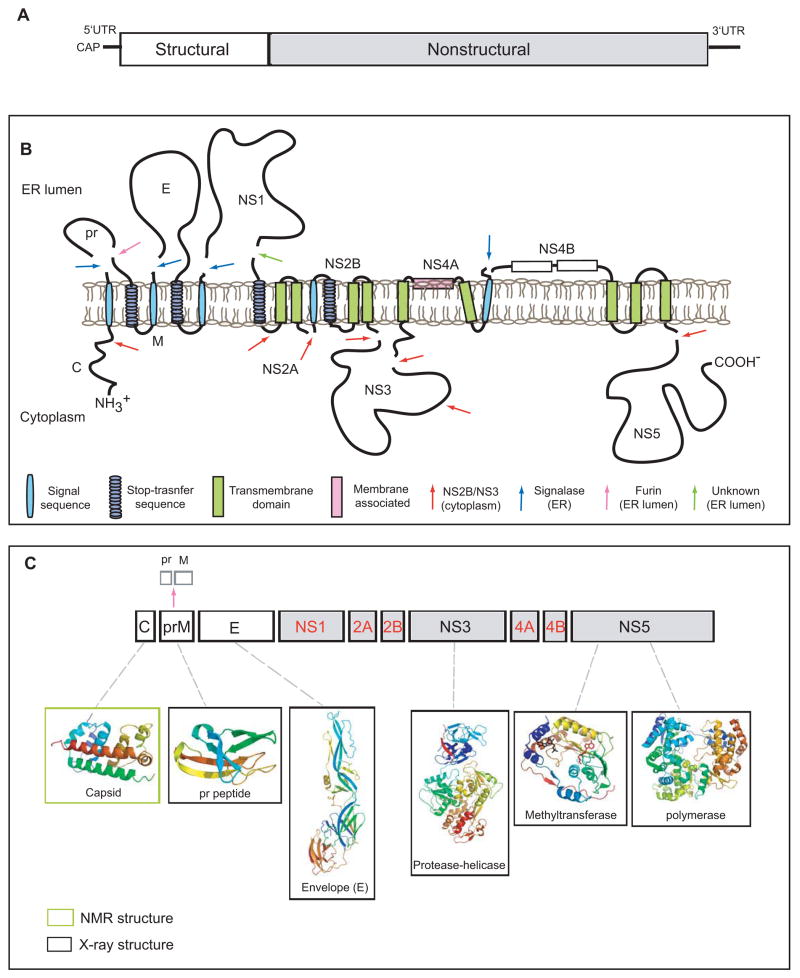 A
5'UTR
3'UTR
CAP
Structural
Nonstructural
B
ER lumen
E
NS1
pr
NS2B
NS4A
NS4B
M
C
NS2A
NS3
COOH-
NH3+
Cytoplasm
NS5
Signal
sequence
Stop-trasnfer
sequence
Transmembrane
domain
Membrane
associated
NS2B/NS3
(cytoplasm)
Signalase
(ER)
Furin
(ER lumen)
Unknown
(ER lumen)
C
pr M
C prM E NS1 2A 2B NS3 4A 4B NS5
Capsid
pr peptide
Envelope (E)
Protease-helicase
Methyltransferase
polymerase
NMR structure
X-ray structure